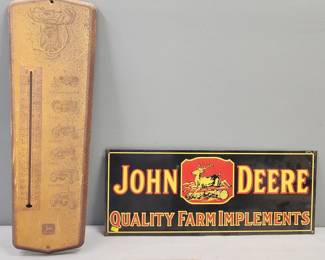 JOHN DEERE
QUALITY FARM IMPLEMENTS